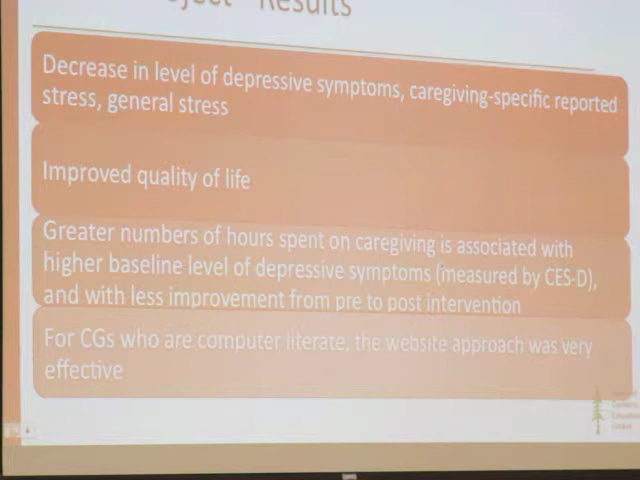 Results
Decrease in level of depressive symptoms, caregiving-specific reported
stress, general stress
Improved quality of life
Greater numbers of hours spent on caregiving is associated with
higher baseline level of depressive symptoms (measured by CES-D),
and with less improvement from pre to post intervention
For CGs who are computer literate, the website approach was very
effective